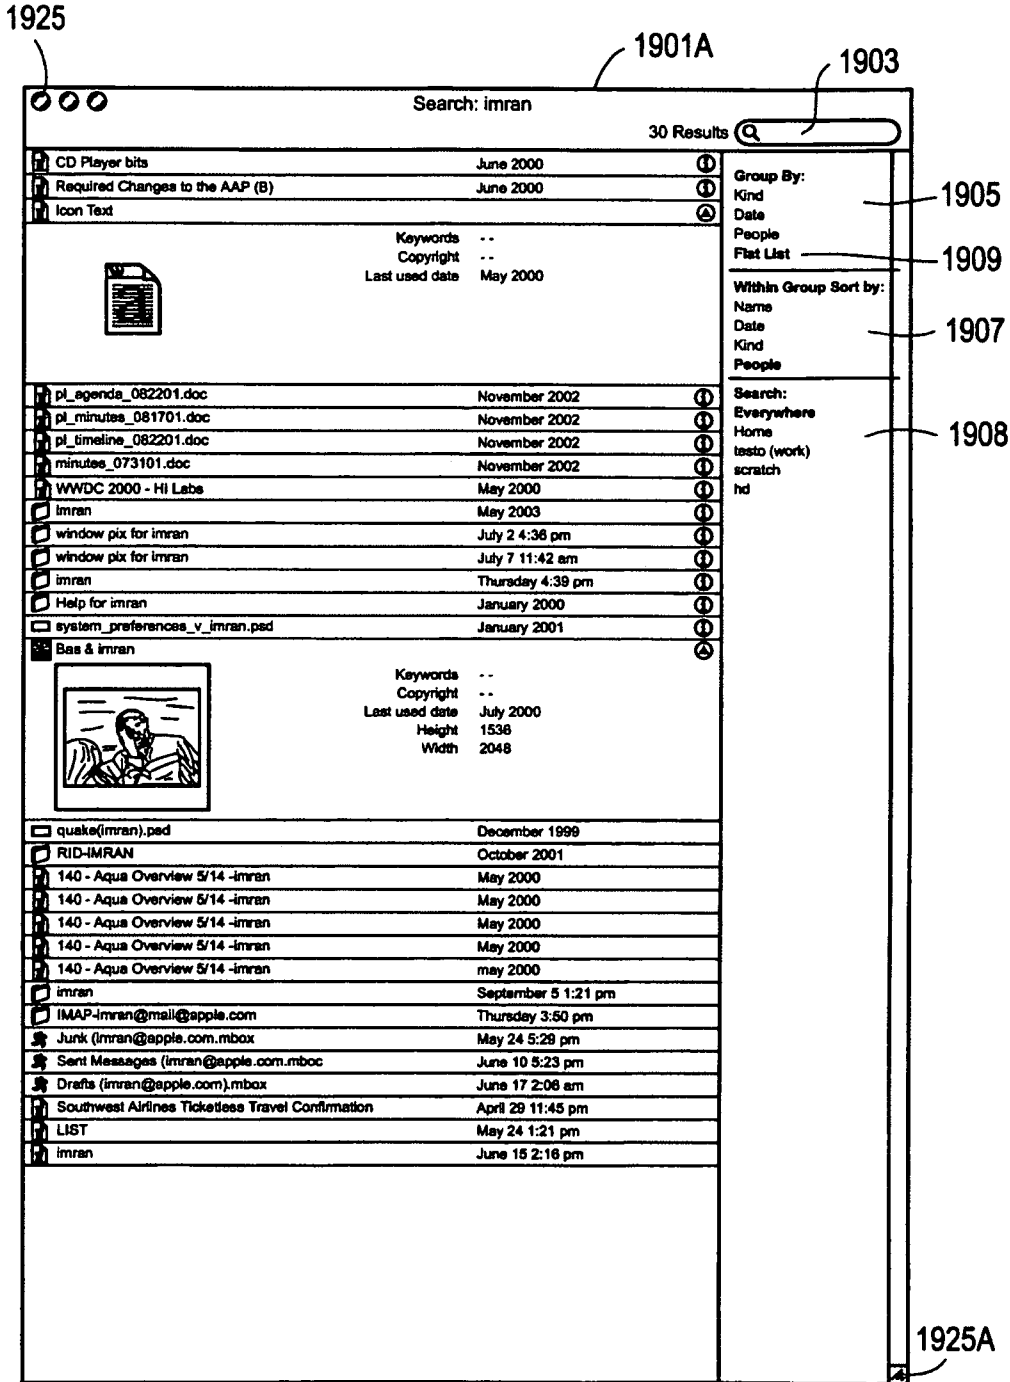 1925
1901A
1903
Search: imran
30 Results
CD Player bits June 2000
Required Changes to the AAP (B) June 2000
Icon Text
Keywords - -
Copyright - -
Last used date May 2000
pl_agenda_082201.doc November 2002
pl_minutes_081701.doc November 2002
pl_timeline_082201.doc November 2002
minutes_073101.doc November 2002
WWDC 2000 - HI Labs May 2000
imran May 2003
window pix for imran July 2 4:36 pm
window pix for imran July 7 11:42 am
imran Thursday 4:39 pm
Help for imran January 2000
system_preferences_v_imran.psd January 2001
Bas & imran
Keywords - -
Copyright - -
Last used date July 2000
Height 1536
Width 2048
quake(imran).psd December 1999
RID-IMRAN October 2001
140 - Aqua Overview 5/14 -imran May 2000
140 - Aqua Overview 5/14 -imran May 2000
140 - Aqua Overview 5/14 -imran May 2000
140 - Aqua Overview 5/14 -imran May 2000
140 - Aqua Overview 5/14 -imran may 2000
imran September 5 1:21 pm
IMAP-imran@mail@apple.com Thursday 3:50 pm
Junk (imran@apple.com.mbox May 24 5:29 pm
Sent Messages (imran@apple.com.mboc June 10 5:23 pm
Drafts (imran@apple.com).mbox June 17 2:06 am
Southwest Airlines Ticketless Travel Confirmation April 29 11:45 pm
LIST May 24 1:21 pm
imran June 15 2:16 pm
Group By:
Kind
Date
People
Flat List
Within Group Sort by:
Name
Date
Kind
People
Search:
Everywhere
Home
testo (work)
scratch
hd
1905
1909
1907
1908
1925A